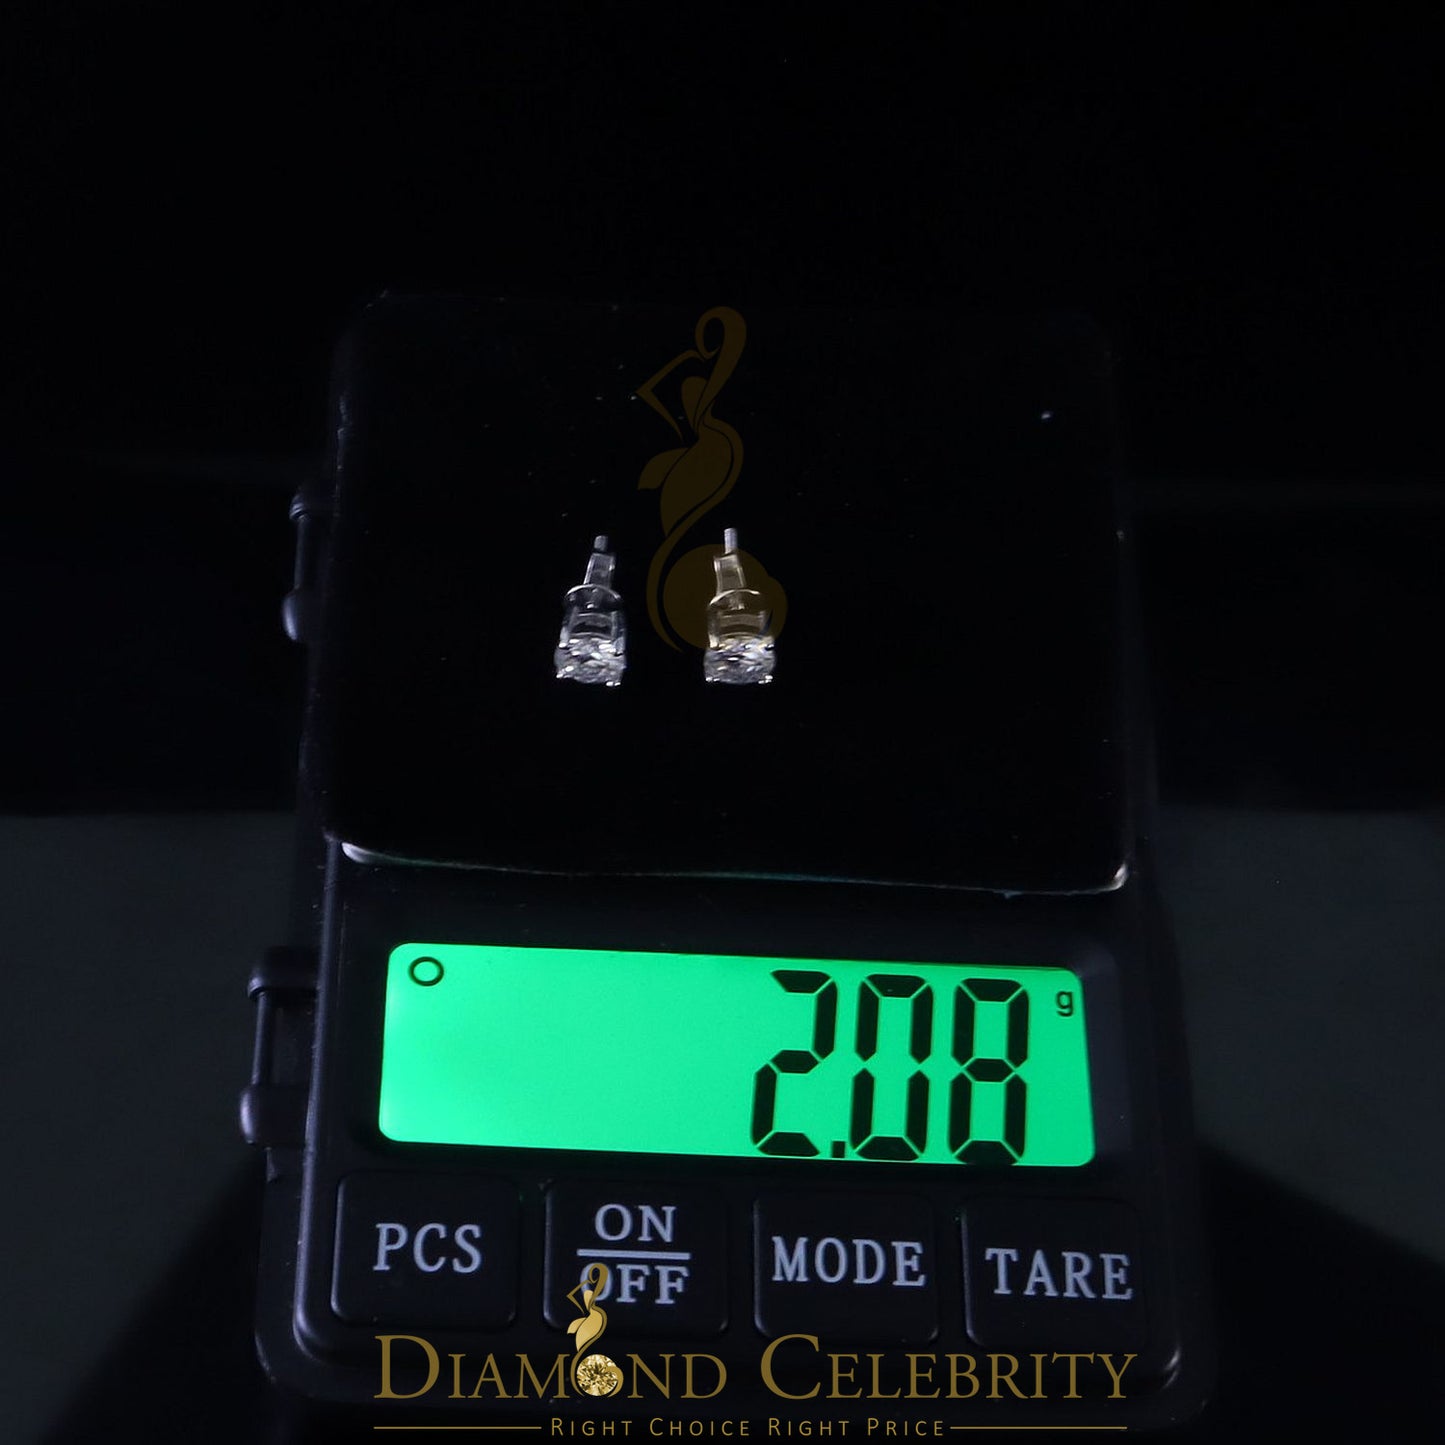 2.08 g
PCS
ON
OFF
MODE
TARE
DIAMOND CELEBRITY
RIGHT CHOICE RIGHT PRICE